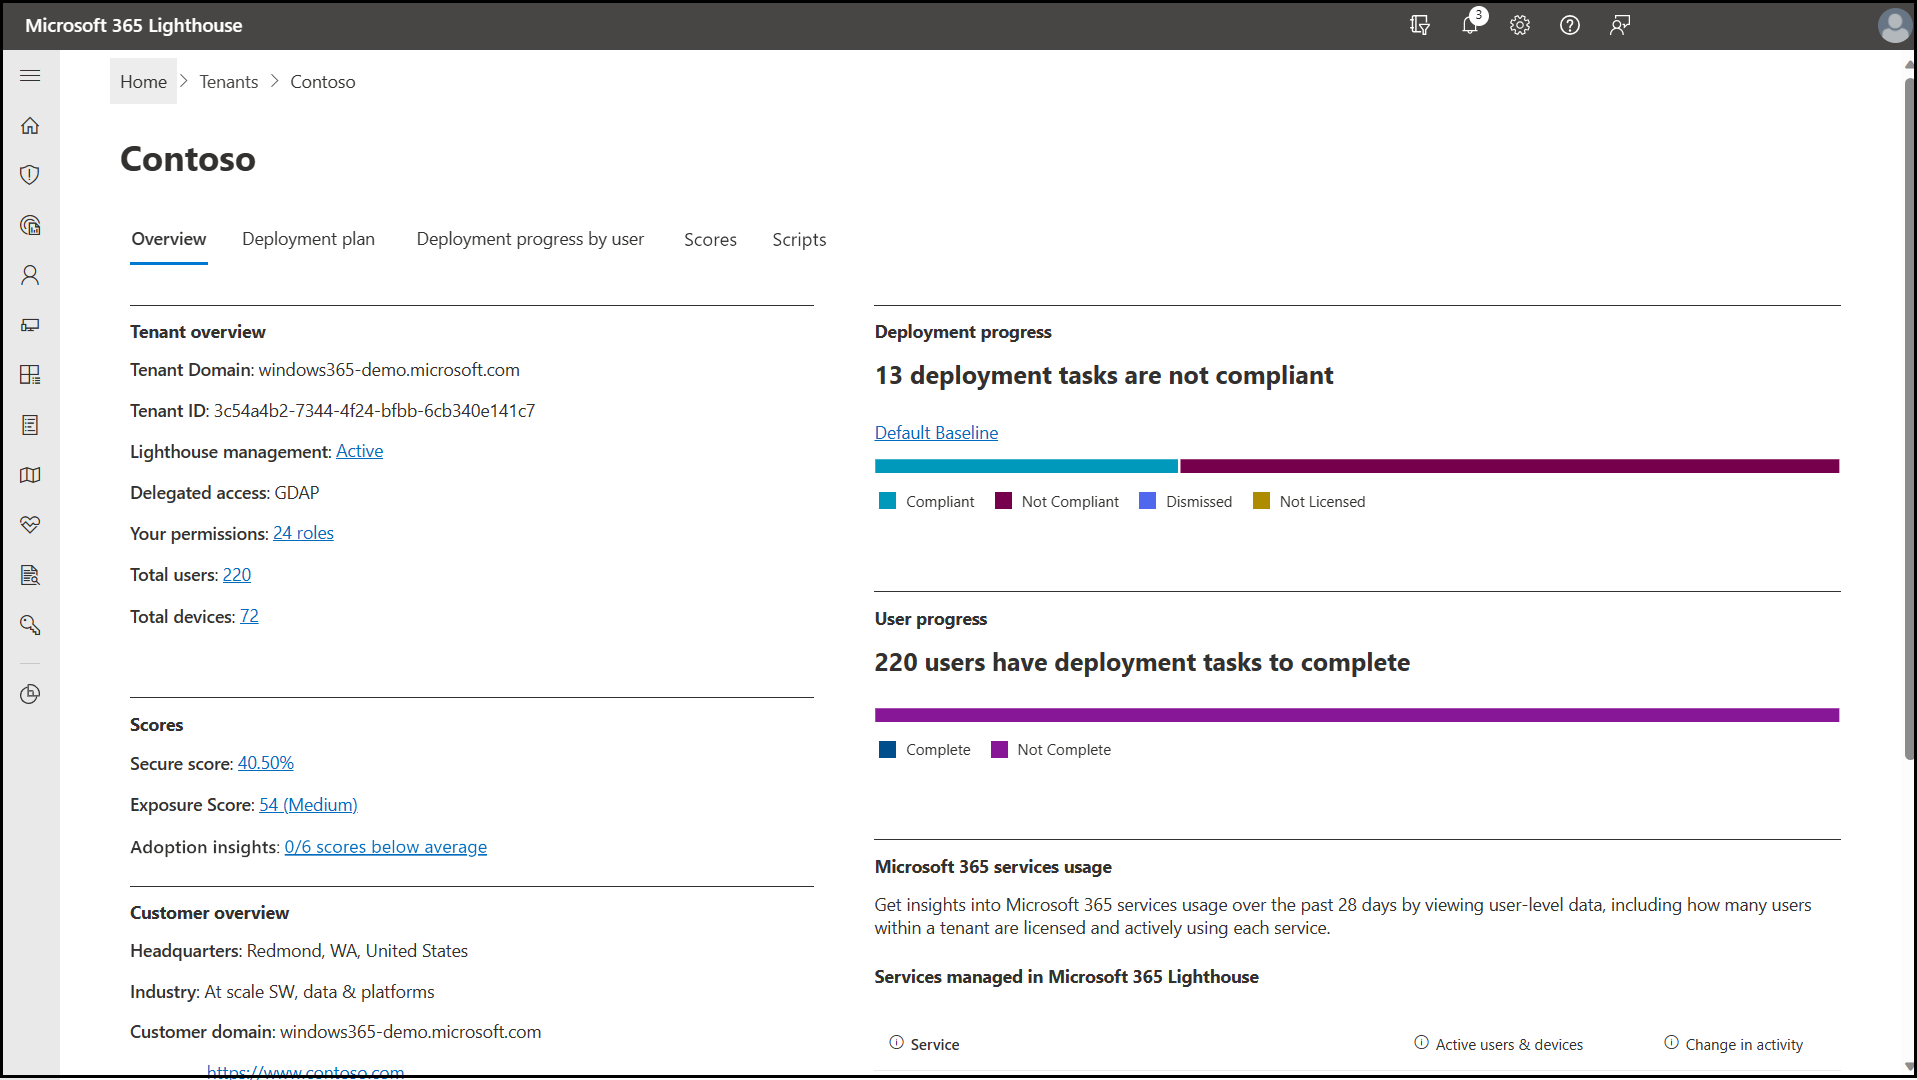 Microsoft 365 Lighthouse
3
Home > Tenants > Contoso
Contoso
Overview Deployment plan Deployment progress by user Scores Scripts
Tenant overview
Tenant Domain: windows365-demo.microsoft.com
Tenant ID: 3c54a4b2-7344-4f24-bfbb-6cb340e141c7
Lighthouse management: Active
Delegated access: GDAP
Your permissions: 24 roles
Total users: 220
Total devices: 72
Scores
Secure score: 40.50%
Exposure Score: 54 (Medium)
Adoption insights: 0/6 scores below average
Customer overview
Headquarters: Redmond, WA, United States
Industry: At scale SW, data & platforms
Customer domain: windows365-demo.microsoft.com
https://www.contoso.com
Deployment progress
13 deployment tasks are not compliant
Default Baseline
Compliant Not Compliant Dismissed Not Licensed
User progress
220 users have deployment tasks to complete
Complete Not Complete
Microsoft 365 services usage
Get insights into Microsoft 365 services usage over the past 28 days by viewing user-level data, including how many users
within a tenant are licensed and actively using each service.
Services managed in Microsoft 365 Lighthouse
Service Active users & devices Change in activity